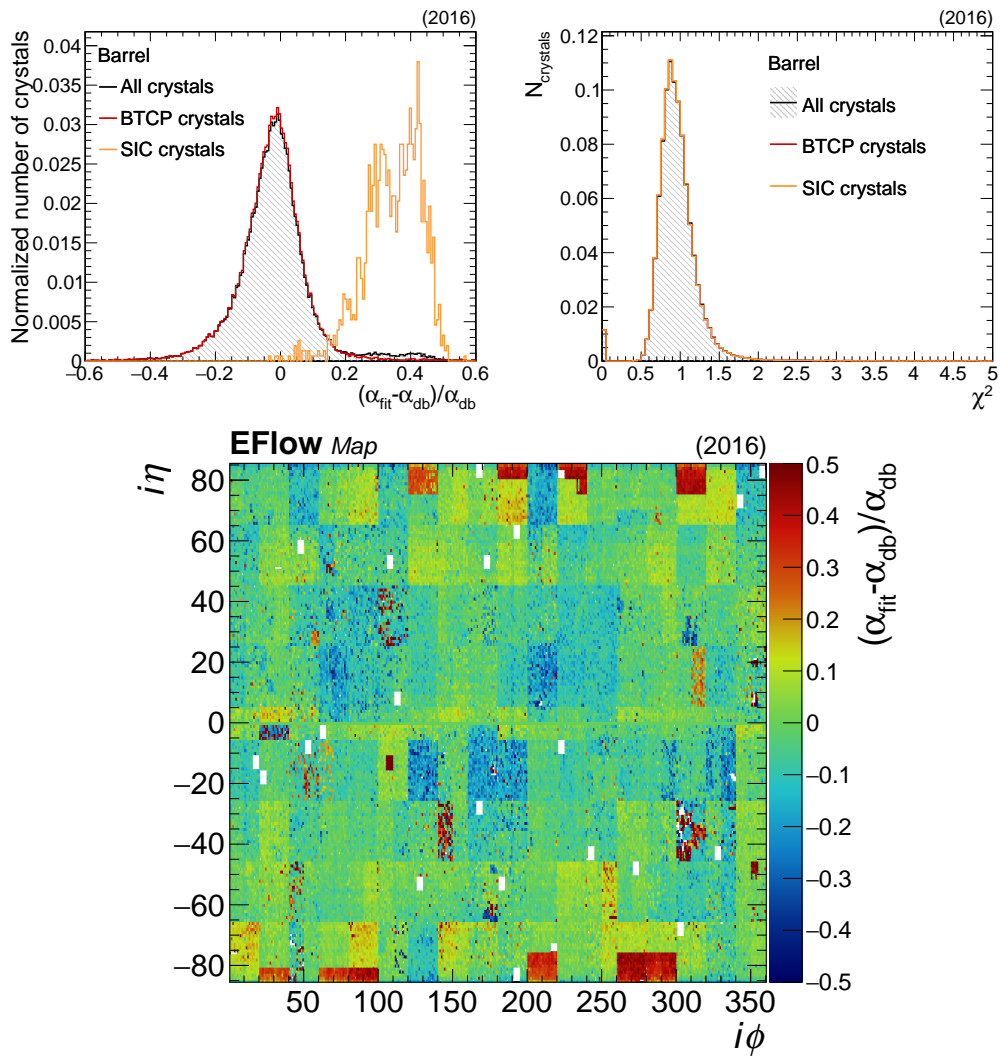 (2016)
Normalized number of crystals
0.04
0.035
0.03
0.025
0.02
0.015
0.01
0.005
0
Barrel
All crystals
BTCP crystals
SIC crystals
−0.6 −0.4 −0.2 0 0.2 0.4 0.6
(α_fit-α_db)/α_db
(2016)
N_crystals
0.12
0.1
0.08
0.06
0.04
0.02
0
Barrel
All crystals
BTCP crystals
SIC crystals
0 0.5 1 1.5 2 2.5 3 3.5 4 4.5 5
χ²
EFlow Map (2016)
iη
80
60
40
20
0
−20
−40
−60
−80
50 100 150 200 250 300 350
iϕ
0.5
0.4
0.3
0.2
0.1
0
−0.1
−0.2
−0.3
−0.4
−0.5
(α_fit-α_db)/α_db